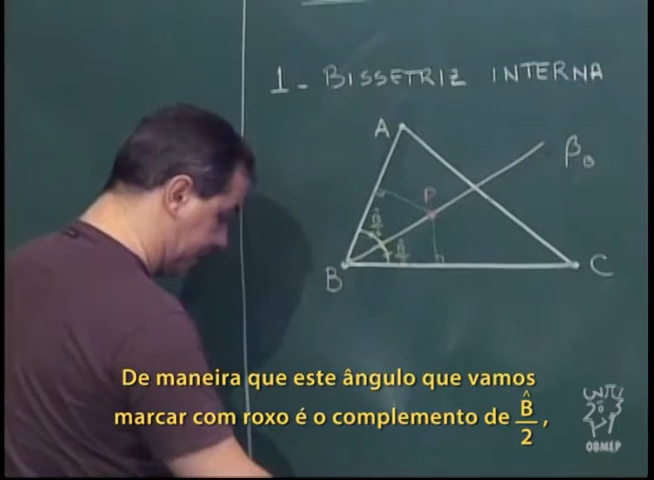 1 - BISSETRIZ INTERNA
A
βB
P
B̂/2
B̂/2
B
C
De maneira que este ângulo que vamos
marcar com roxo é o complemento de B̂/2 ,
OBMEP